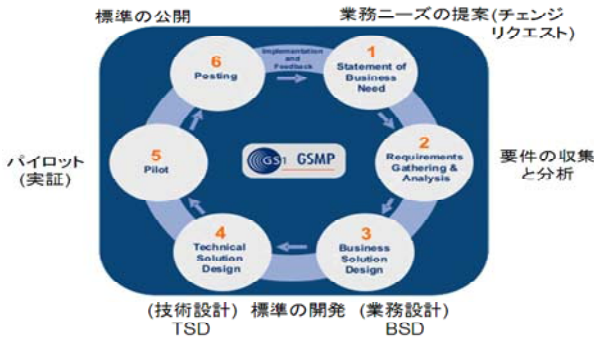 標準の公開
業務ニーズの提案(チェンジ
リクエスト)
6
Posting
Implementation
and
Feedback
1
Statement of
Business
Need
パイロット
(実証)
5
Pilot
GS1 GSMP
2
Requirements
Gathering &
Analysis
要件の収集
と分析
4
Technical
Solution
Design
3
Business
Solution
Design
(技術設計) 標準の開発 (業務設計)
TSD
BSD